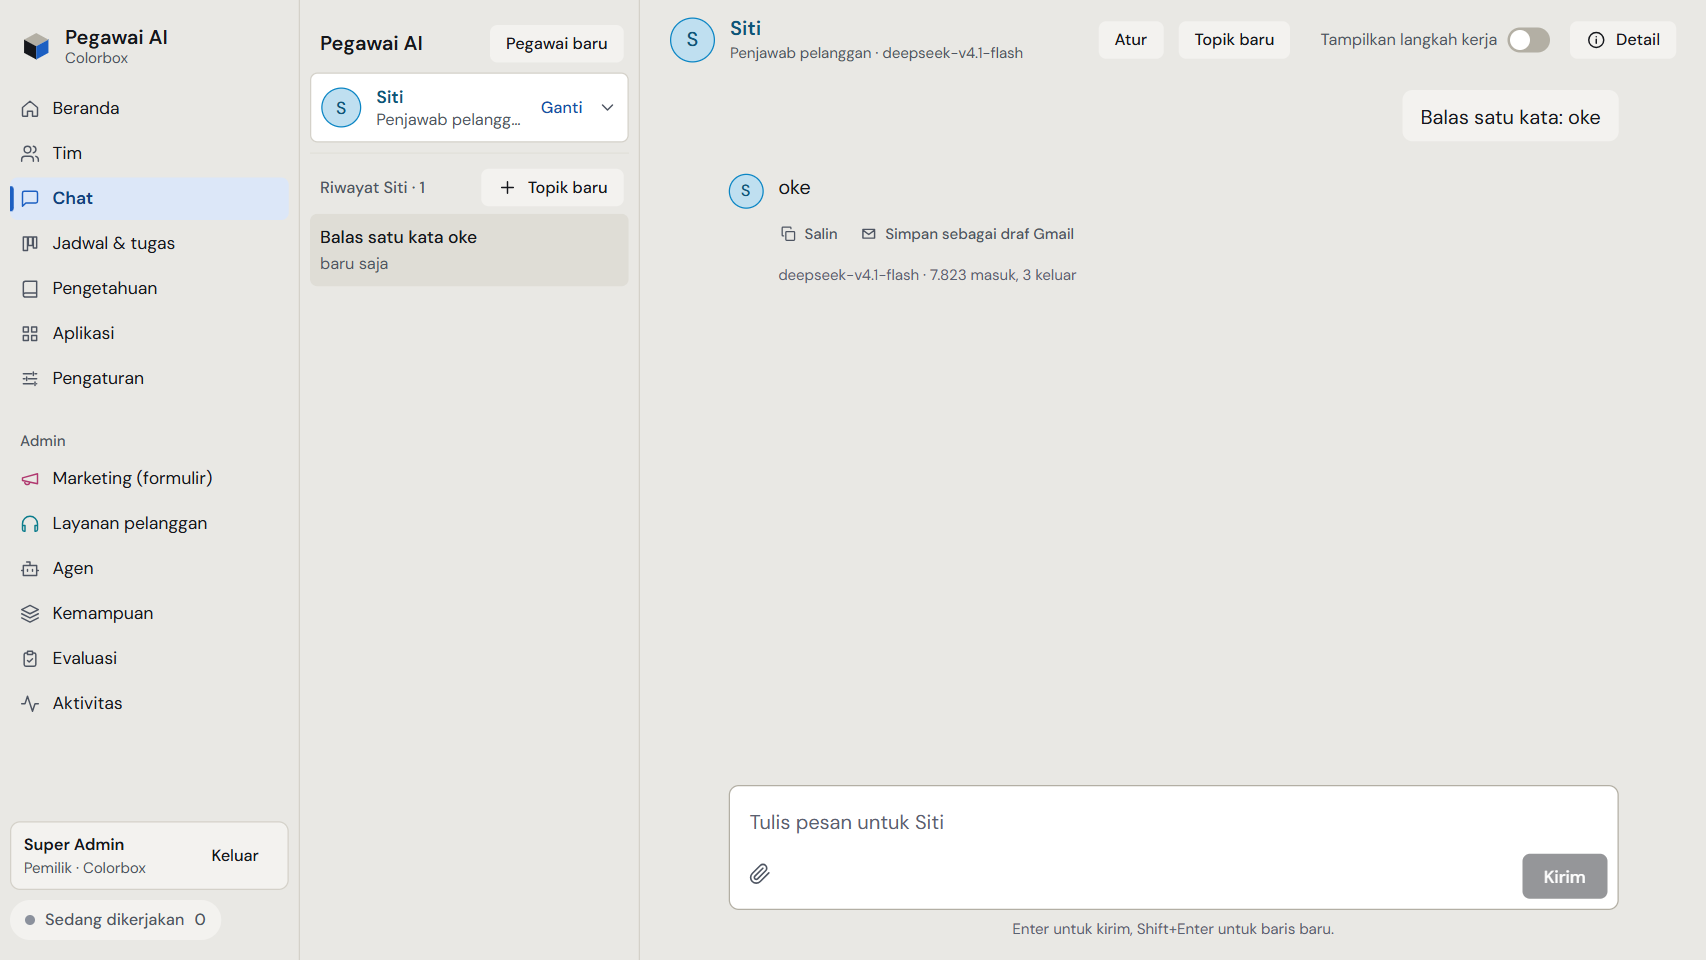 Pegawai AI
Colorbox
Beranda
Tim
Chat
Jadwal & tugas
Pengetahuan
Aplikasi
Pengaturan
Admin
Marketing (formulir)
Layanan pelanggan
Agen
Kemampuan
Evaluasi
Aktivitas
Super Admin
Pemilik · Colorbox
Keluar
Sedang dikerjakan 0
Pegawai AI
Pegawai baru
S
Siti
Penjawab pelangg...
Ganti
Riwayat Siti · 1
Topik baru
Balas satu kata oke
baru saja
S
Siti
Penjawab pelanggan · deepseek-v4.1-flash
Atur
Topik baru
Tampilkan langkah kerja
Detail
Balas satu kata: oke
S
oke
Salin
Simpan sebagai draf Gmail
deepseek-v4.1-flash · 7.823 masuk, 3 keluar
Tulis pesan untuk Siti
Kirim
Enter untuk kirim, Shift+Enter untuk baris baru.